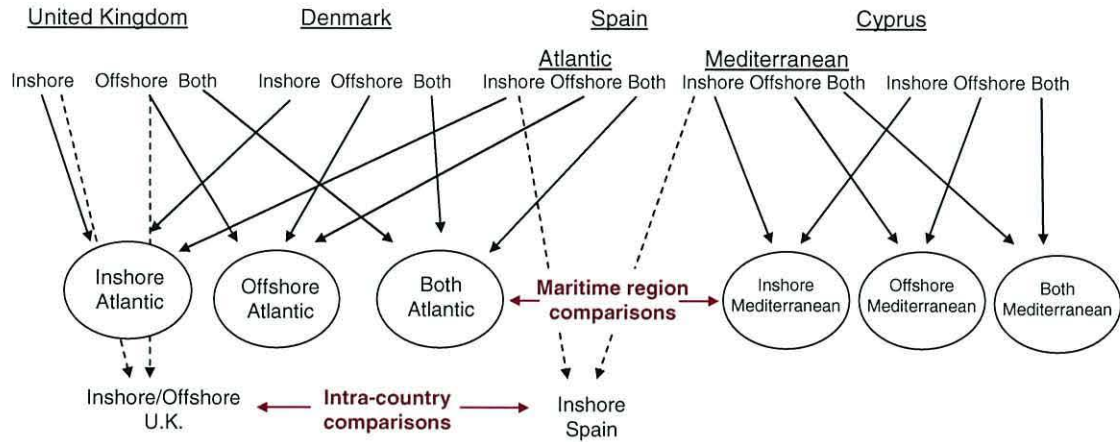 United Kingdom Denmark Spain Cyprus
Atlantic Mediterranean
Inshore Offshore Both Inshore Offshore Both Inshore Offshore Both Inshore Offshore Both Inshore Offshore Both
Inshore
Atlantic
Offshore
Atlantic
Both
Atlantic
Maritime region
comparisons
Inshore
Mediterranean
Offshore
Mediterranean
Both
Mediterranean
Inshore/Offshore
U.K.
Intra-country
comparisons
Inshore
Spain